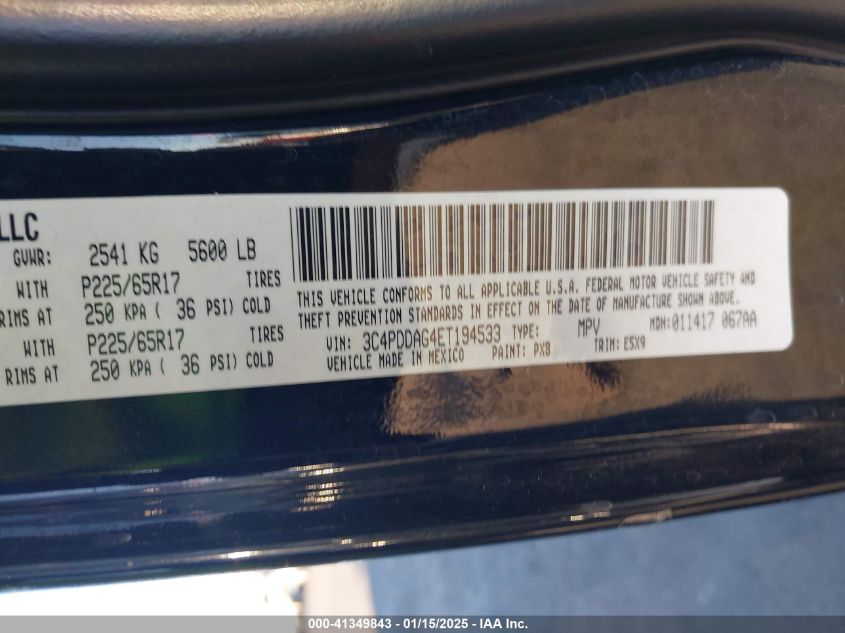 LLC
GVWR: 2541 KG 5600 LB
WITH P225/65R17 TIRES
RIMS AT 250 KPA ( 36 PSI) COLD
WITH P225/65R17 TIRES
RIMS AT 250 KPA ( 36 PSI) COLD
THIS VEHICLE CONFORMS TO ALL APPLICABLE U.S.A. FEDERAL MOTOR VEHICLE SAFETY AND
THEFT PREVENTION STANDARDS IN EFFECT ON THE DATE OF MANUFACTURE SHOWN ABOVE.
VIN: 3C4PDDAG4ET194533 TYPE: MPV MDH:011417 067AA
VEHICLE MADE IN MEXICO PAINT: PX8 TRIM: E5X9
000-41349843 - 01/15/2025 - IAA Inc.